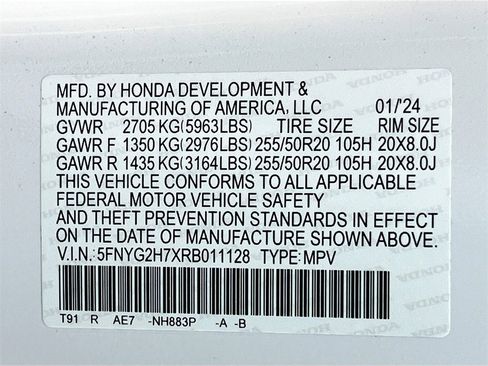 MFD. BY HONDA DEVELOPMENT &
MANUFACTURING OF AMERICA, LLC 01/'24
GVWR 2705 KG(5963LBS) TIRE SIZE RIM SIZE
GAWR F 1350 KG(2976LBS) 255/50R20 105H 20X8.0J
GAWR R 1435 KG(3164LBS) 255/50R20 105H 20X8.0J
THIS VEHICLE CONFORMS TO ALL APPLICABLE
FEDERAL MOTOR VEHICLE SAFETY
AND THEFT PREVENTION STANDARDS IN EFFECT
ON THE DATE OF MANUFACTURE SHOWN ABOVE.
V.I.N.: 5FNYG2H7XRB011128 TYPE: MPV
T91 R AE7 -NH883P -A -B